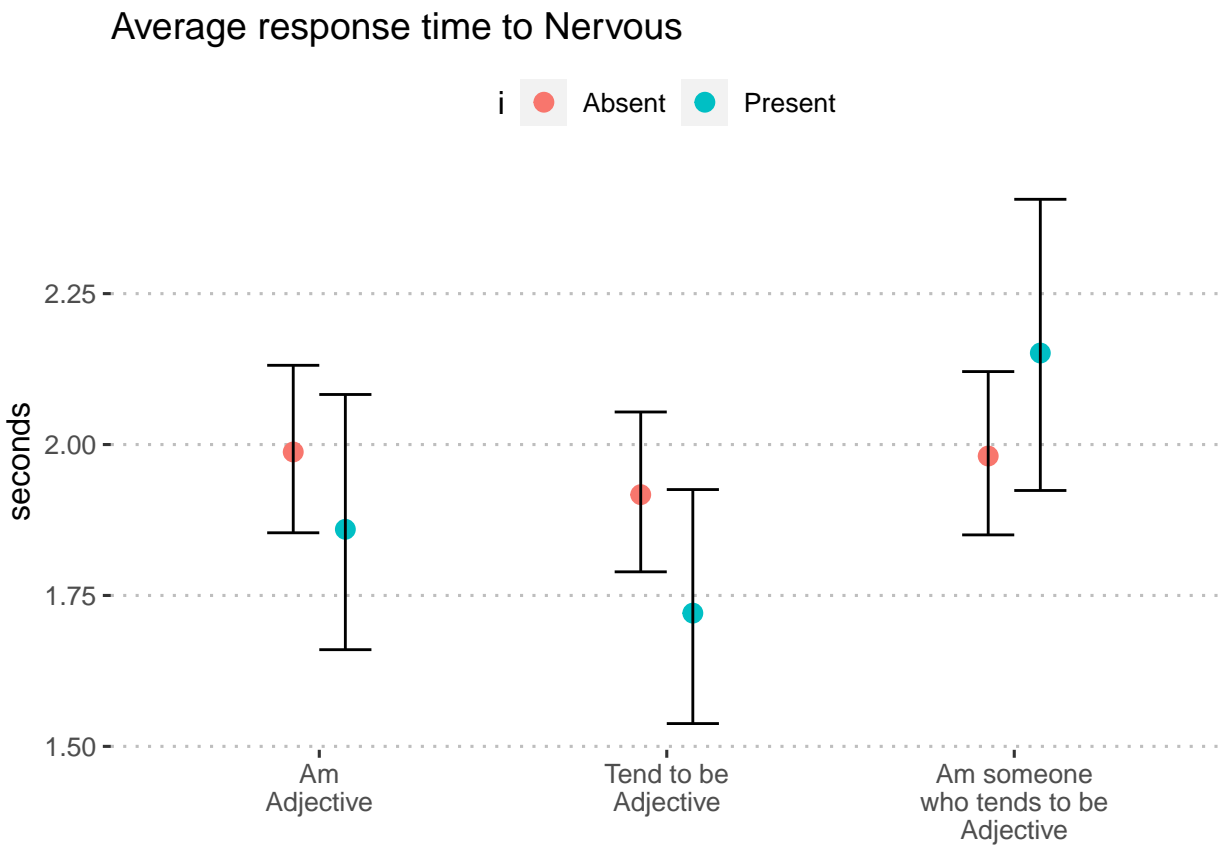 Average response time to Nervous
i Absent Present
seconds
2.25
2.00
1.75
1.50
Am
Adjective
Tend to be
Adjective
Am someone
who tends to be
Adjective